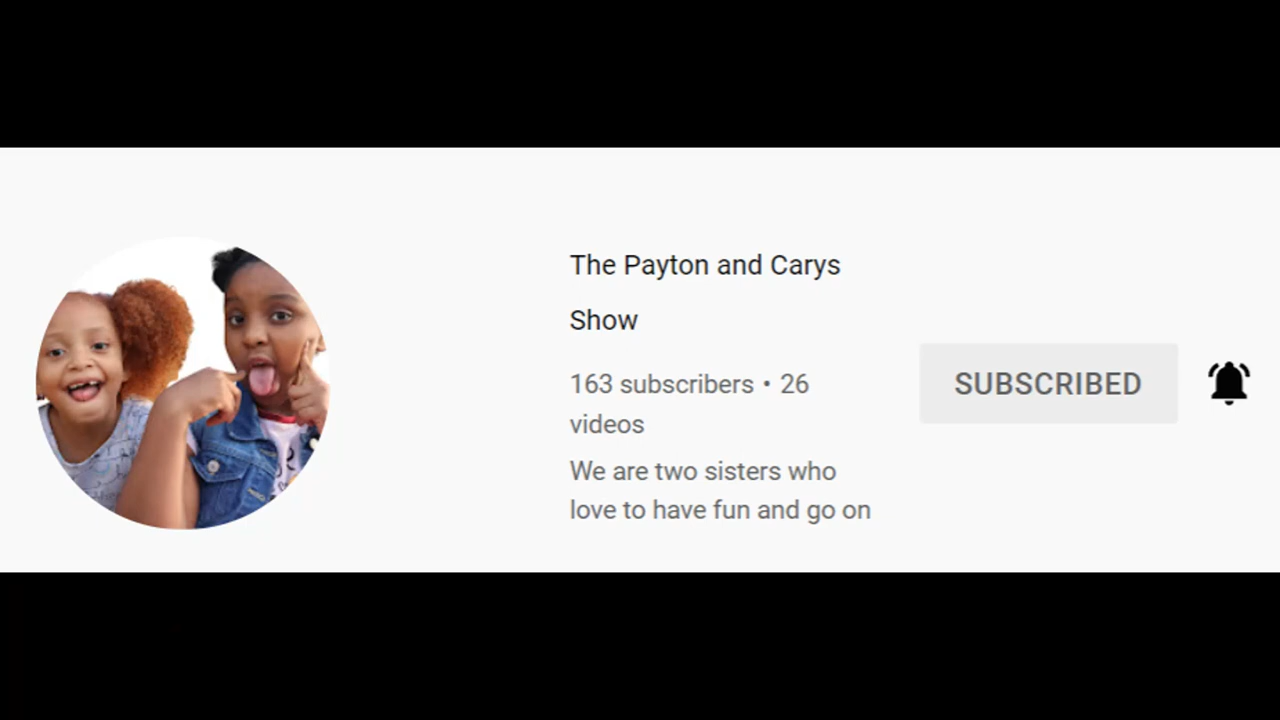 The Payton and Carys
Show
163 subscribers • 26
videos
We are two sisters who
love to have fun and go on
SUBSCRIBED